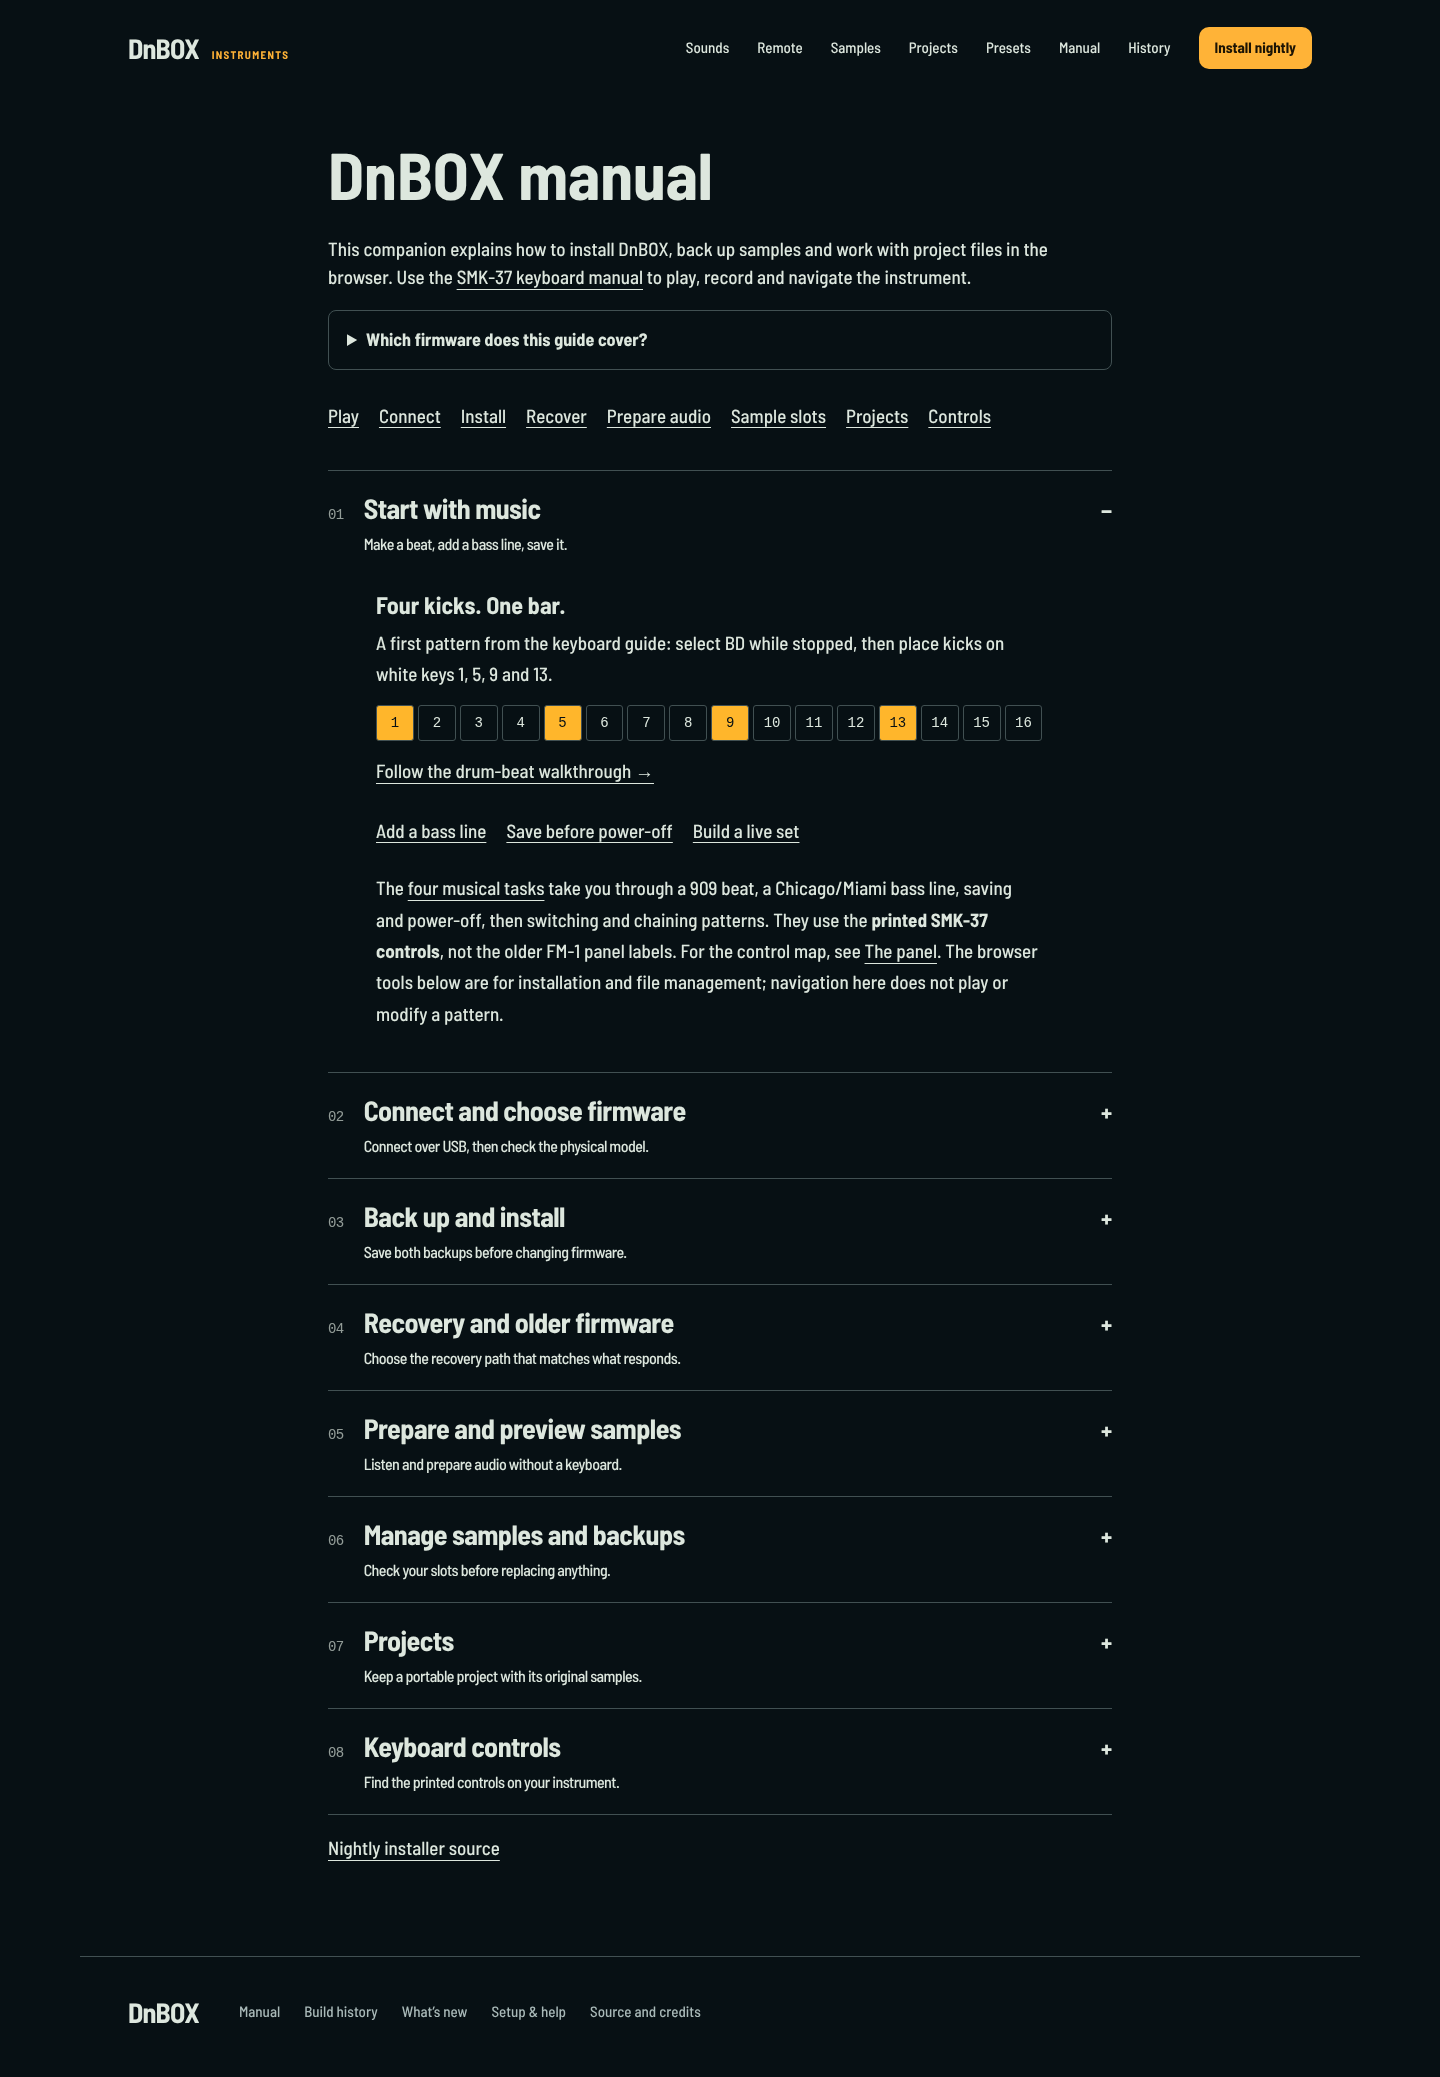 DnBOX INSTRUMENTS Sounds Remote Samples Projects Presets Manual History Install nightly
DnBOX manual
This companion explains how to install DnBOX, back up samples and work with project files in the
browser. Use the SMK-37 keyboard manual to play, record and navigate the instrument.
▶ Which firmware does this guide cover?
Play Connect Install Recover Prepare audio Sample slots Projects Controls
01 Start with music −
Make a beat, add a bass line, save it.
Four kicks. One bar.
A first pattern from the keyboard guide: select BD while stopped, then place kicks on
white keys 1, 5, 9 and 13.
1 2 3 4 5 6 7 8 9 10 11 12 13 14 15 16
Follow the drum-beat walkthrough →
Add a bass line Save before power-off Build a live set
The four musical tasks take you through a 909 beat, a Chicago/Miami bass line, saving
and power-off, then switching and chaining patterns. They use the printed SMK-37
controls, not the older FM-1 panel labels. For the control map, see The panel. The browser
tools below are for installation and file management; navigation here does not play or
modify a pattern.
02 Connect and choose firmware +
Connect over USB, then check the physical model.
03 Back up and install +
Save both backups before changing firmware.
04 Recovery and older firmware +
Choose the recovery path that matches what responds.
05 Prepare and preview samples +
Listen and prepare audio without a keyboard.
06 Manage samples and backups +
Check your slots before replacing anything.
07 Projects +
Keep a portable project with its original samples.
08 Keyboard controls +
Find the printed controls on your instrument.
Nightly installer source
DnBOX Manual Build history What's new Setup & help Source and credits